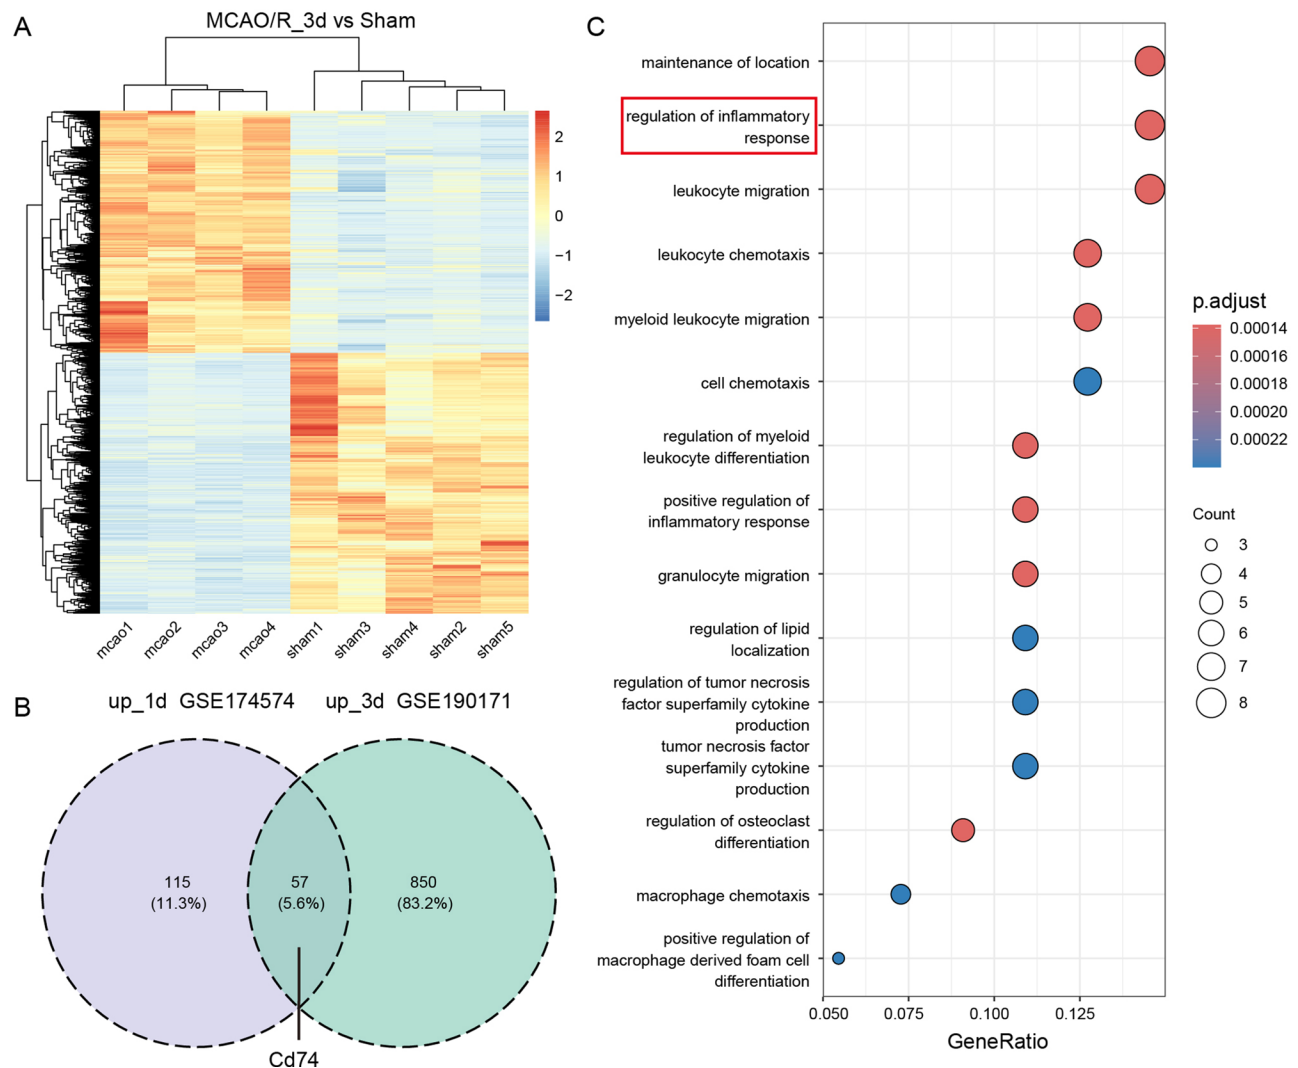 A
MCAO/R_3d vs Sham
2
1
0
−1
−2
mcao1
mcao2
mcao3
mcao4
sham1
sham3
sham4
sham2
sham5
B
up_1d GSE174574
up_3d GSE190171
115
(11.3%)
57
(5.6%)
850
(83.2%)
Cd74
C
maintenance of location
regulation of inflammatory
response
leukocyte migration
leukocyte chemotaxis
myeloid leukocyte migration
cell chemotaxis
regulation of myeloid
leukocyte differentiation
positive regulation of
inflammatory response
granulocyte migration
regulation of lipid
localization
regulation of tumor necrosis
factor superfamily cytokine
production
tumor necrosis factor
superfamily cytokine
production
regulation of osteoclast
differentiation
macrophage chemotaxis
positive regulation of
macrophage derived foam cell
differentiation
0.050
0.075
0.100
0.125
GeneRatio
p.adjust
0.00014
0.00016
0.00018
0.00020
0.00022
Count
3
4
5
6
7
8